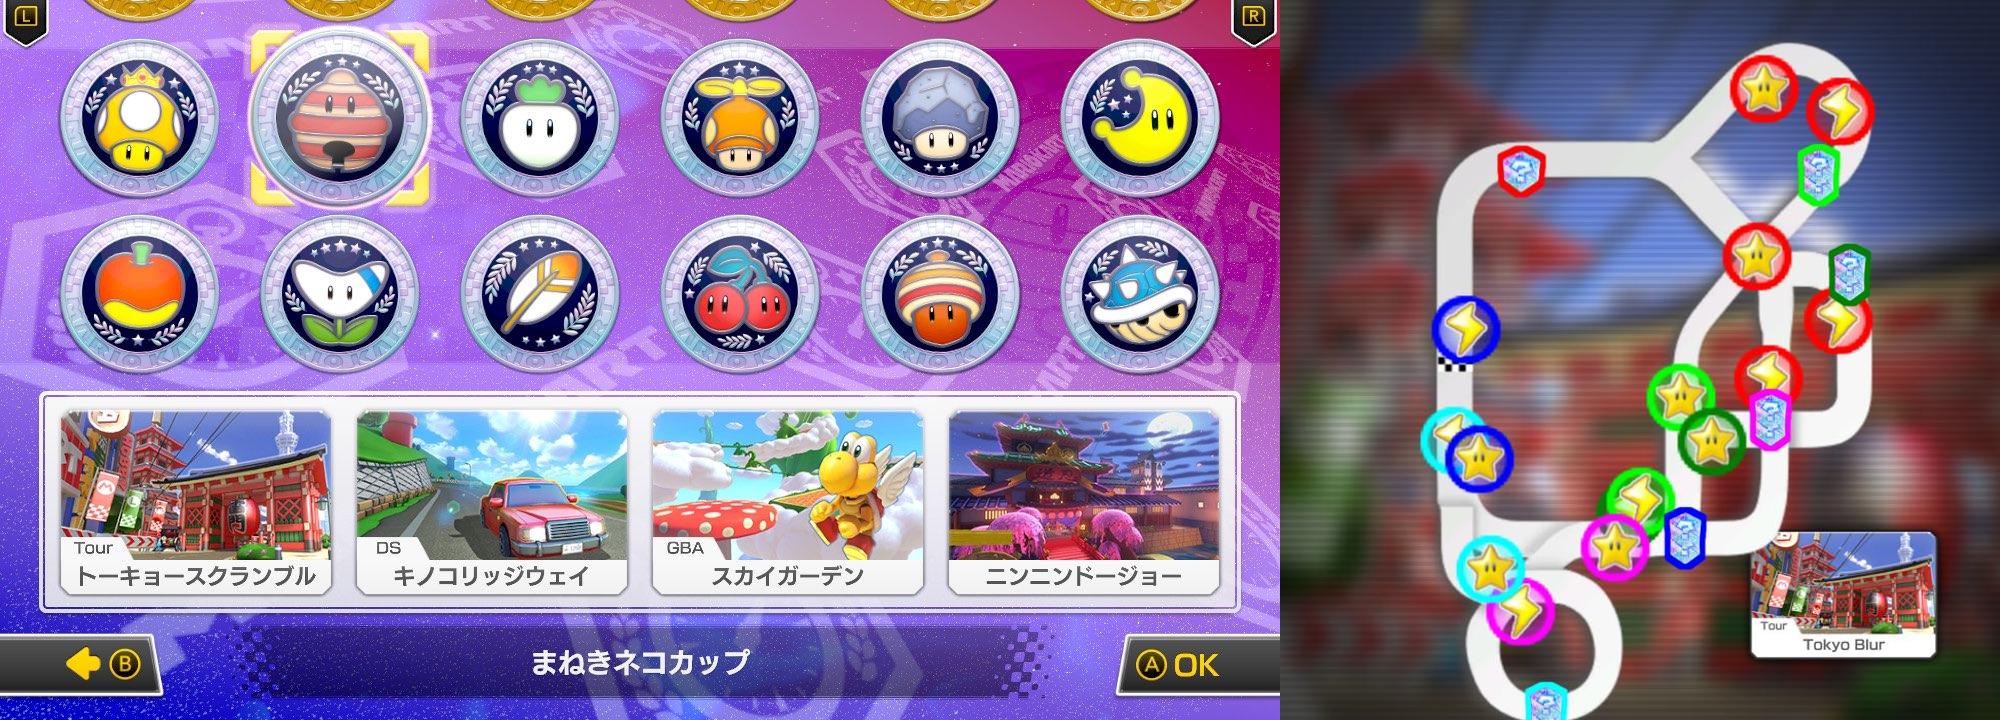 L
R
Tour
トーキョースクランブル
DS
キノコリッジウェイ
GBA
スカイガーデン
ニンニンドージョー
B
まねきネコカップ
A OK
Tour
Tokyo Blur